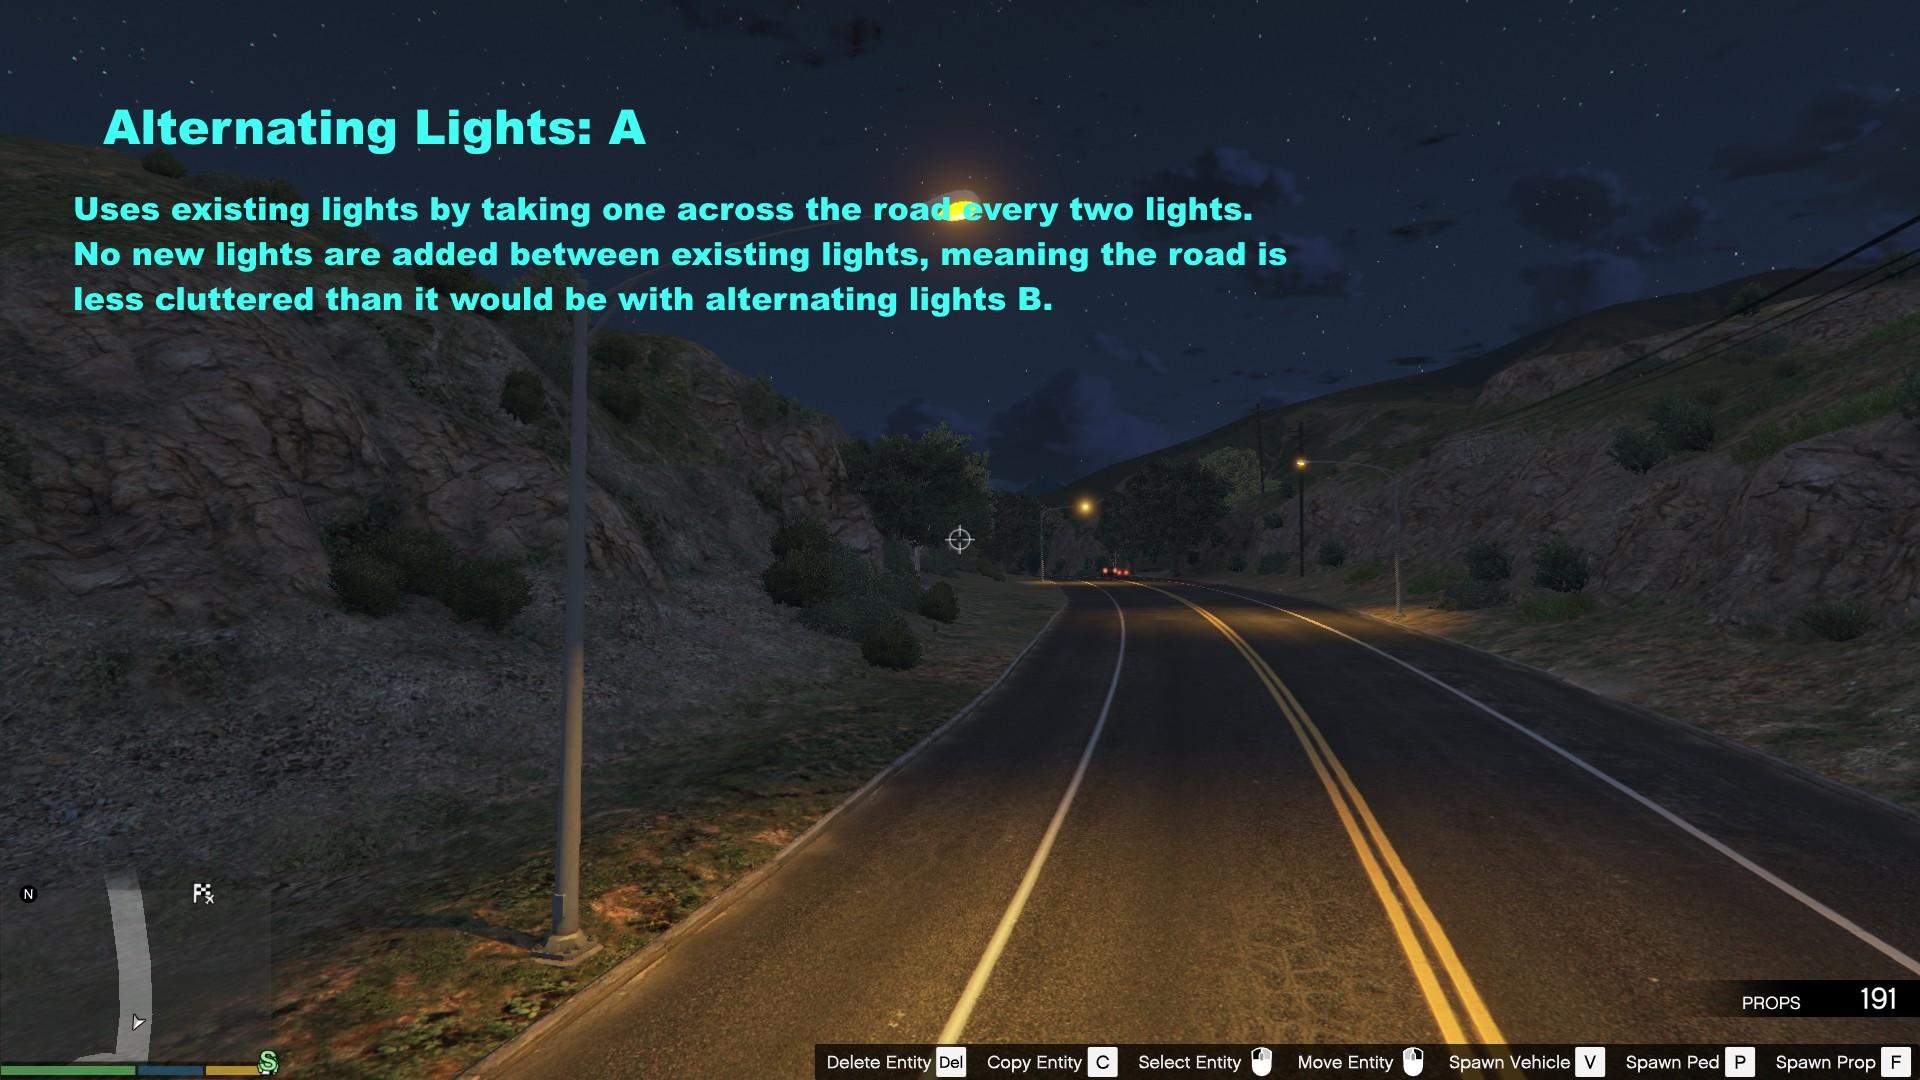 Alternating Lights: A
Uses existing lights by taking one across the road every two lights.
No new lights are added between existing lights, meaning the road is
less cluttered than it would be with alternating lights B.
N
S
PROPS 191
Delete Entity Del Copy Entity C Select Entity Move Entity Spawn Vehicle V Spawn Ped P Spawn Prop F